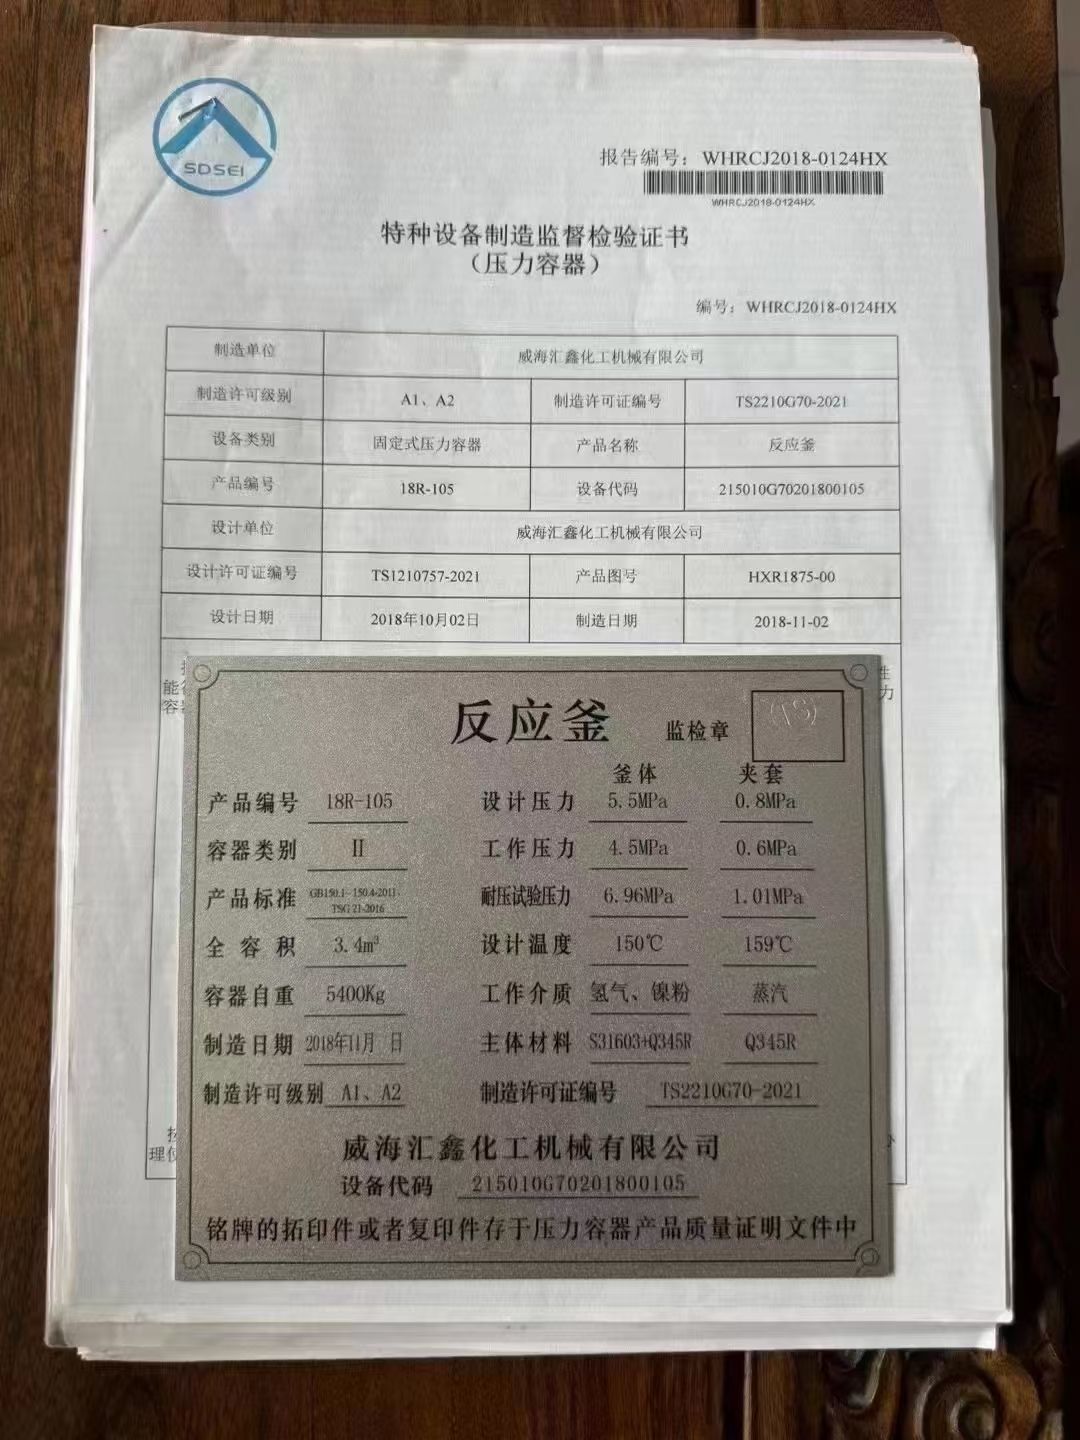 SDSEI
报告编号：WHRCJ2018-0124HX
WHRCJ2018-0124HX
特种设备制造监督检验证书
（压力容器）
编号：WHRCJ2018-0124HX
制造单位 威海汇鑫化工机械有限公司
制造许可级别 A1、A2 制造许可证编号 TS2210G70-2021
设备类别 固定式压力容器 产品名称 反应釜
产品编号 18R-105 设备代码 215010G70201800105
设计单位 威海汇鑫化工机械有限公司
设计许可证编号 TS1210757-2021 产品图号 HXR1875-00
设计日期 2018年10月02日 制造日期 2018-11-02
性
能 力
容
反应釜 监检章
釜体 夹套
产品编号 18R-105 设计压力 5.5MPa 0.8MPa
容器类别 II 工作压力 4.5MPa 0.6MPa
产品标准 GB150.1-150.4-2011 TSG 21-2016 耐压试验压力 6.96MPa 1.01MPa
全容积 3.4m³ 设计温度 150℃ 159℃
容器自重 5400Kg 工作介质 氢气、镍粉 蒸汽
制造日期 2018年11月 日 主体材料 S31603+Q345R Q345R
制造许可级别 A1、A2 制造许可证编号 TS2210G70-2021
威海汇鑫化工机械有限公司
设备代码 215010G70201800105
铭牌的拓印件或者复印件存于压力容器产品质量证明文件中
理